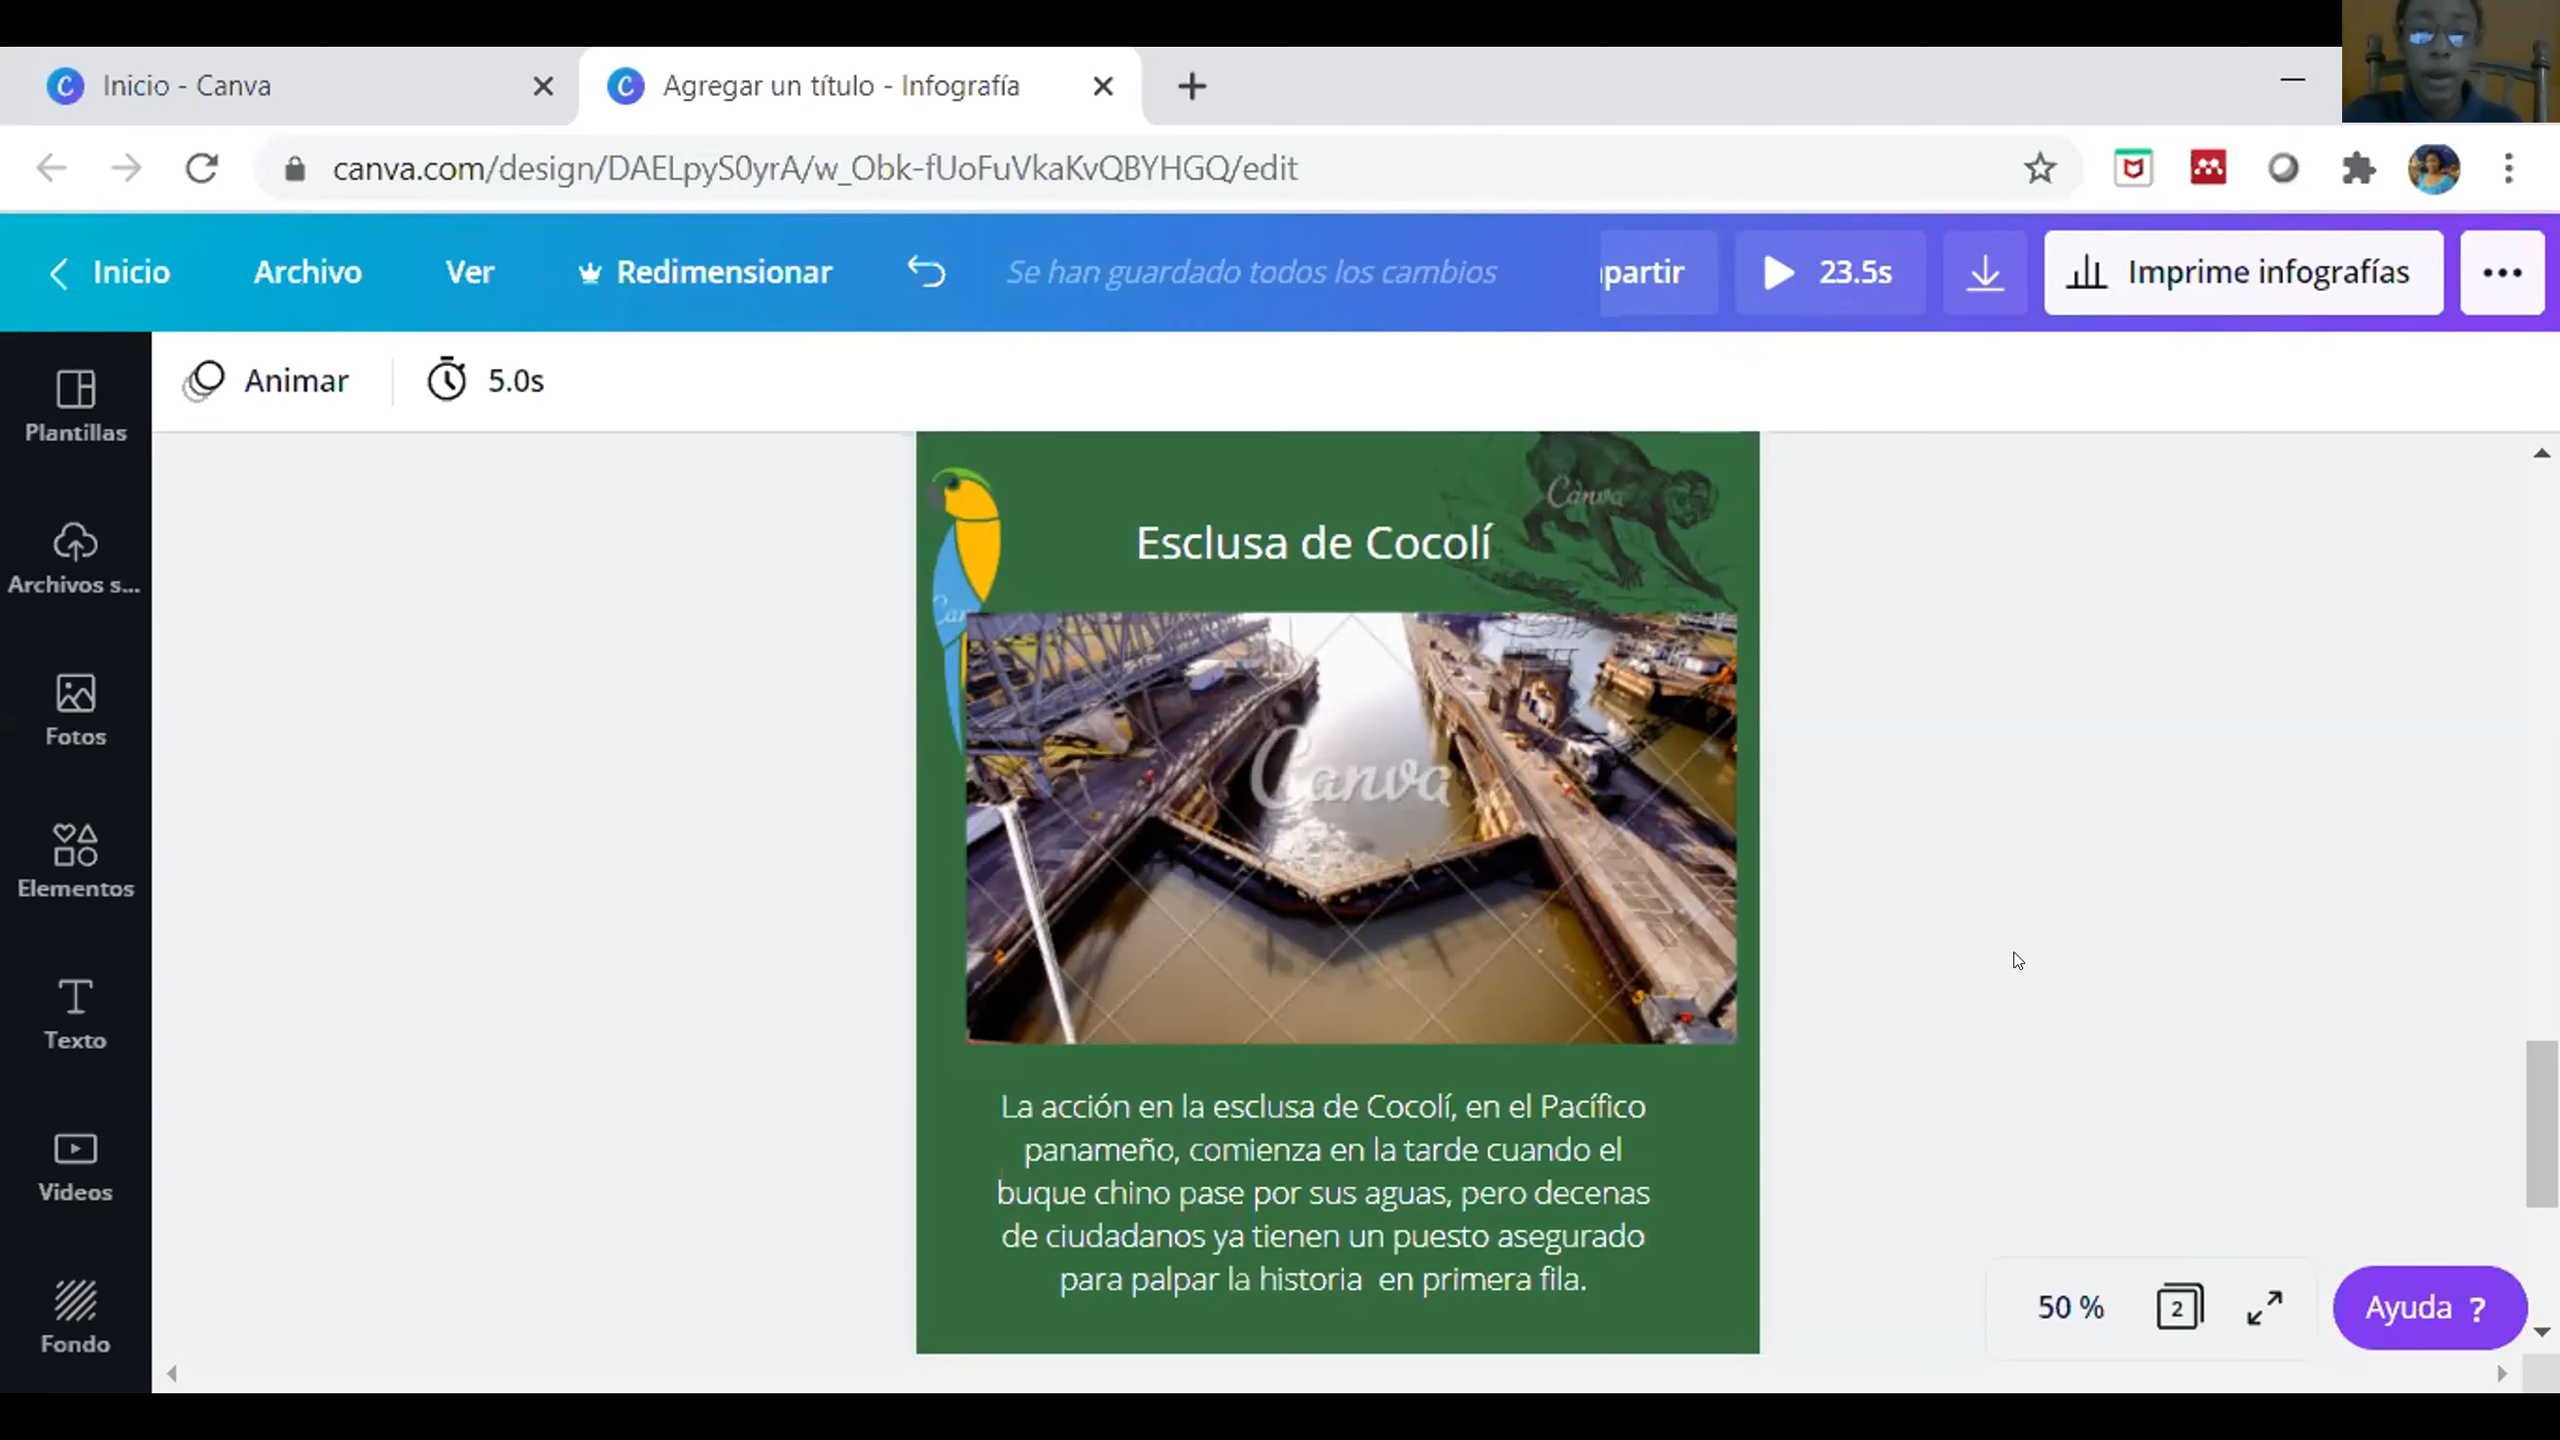 Inicio - Canva
Agregar un título - Infografía
canva.com/design/DAELpyS0yrA/w_Obk-fUoFuVkaKvQBYHGQ/edit
Inicio
Archivo
Ver
Redimensionar
Se han guardado todos los cambios
partir
23.5s
Imprime infografías
Animar
5.0s
Plantillas
Archivos s...
Fotos
Elementos
Texto
Videos
Fondo
Canva
Esclusa de Cocolí
Can
Canva
La acción en la esclusa de Cocolí, en el Pacífico
panameño, comienza en la tarde cuando el
buque chino pase por sus aguas, pero decenas
de ciudadanos ya tienen un puesto asegurado
para palpar la historia  en primera fila.
50 %
2
Ayuda ?